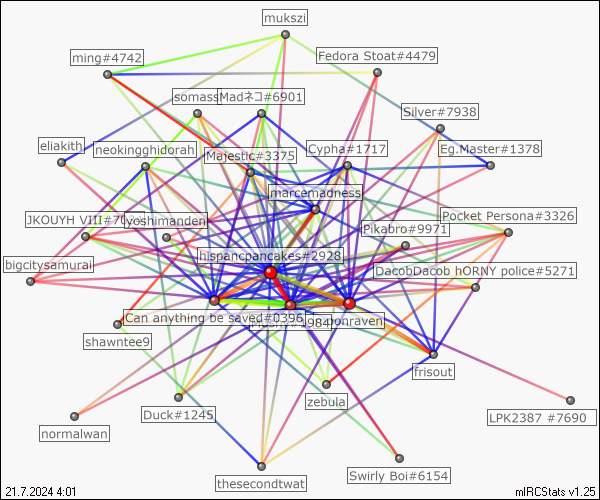 mukszi
ming#4742
Fedora Stoat#4479
somass
Madネコ#6901
Silver#7938
eliakith
neokingghidorah
Majestic#3375
Cypha#1717
Eg.Master#1378
marcemadness
JKOUYH VIII#70
yoshimanden
Pikabro#9971
Pocket Persona#3326
hispancpancakes#2928
bigcitysamurai
DacobDacob hORNY police#5271
Can anything be saved#0396
1984
onraven
shawntee9
frisout
zebula
Duck#1245
LPK2387 #7690
normalwan
Swirly Boi#6154
thesecondtwat
21.7.2024 4:01
mIRCStats v1.25